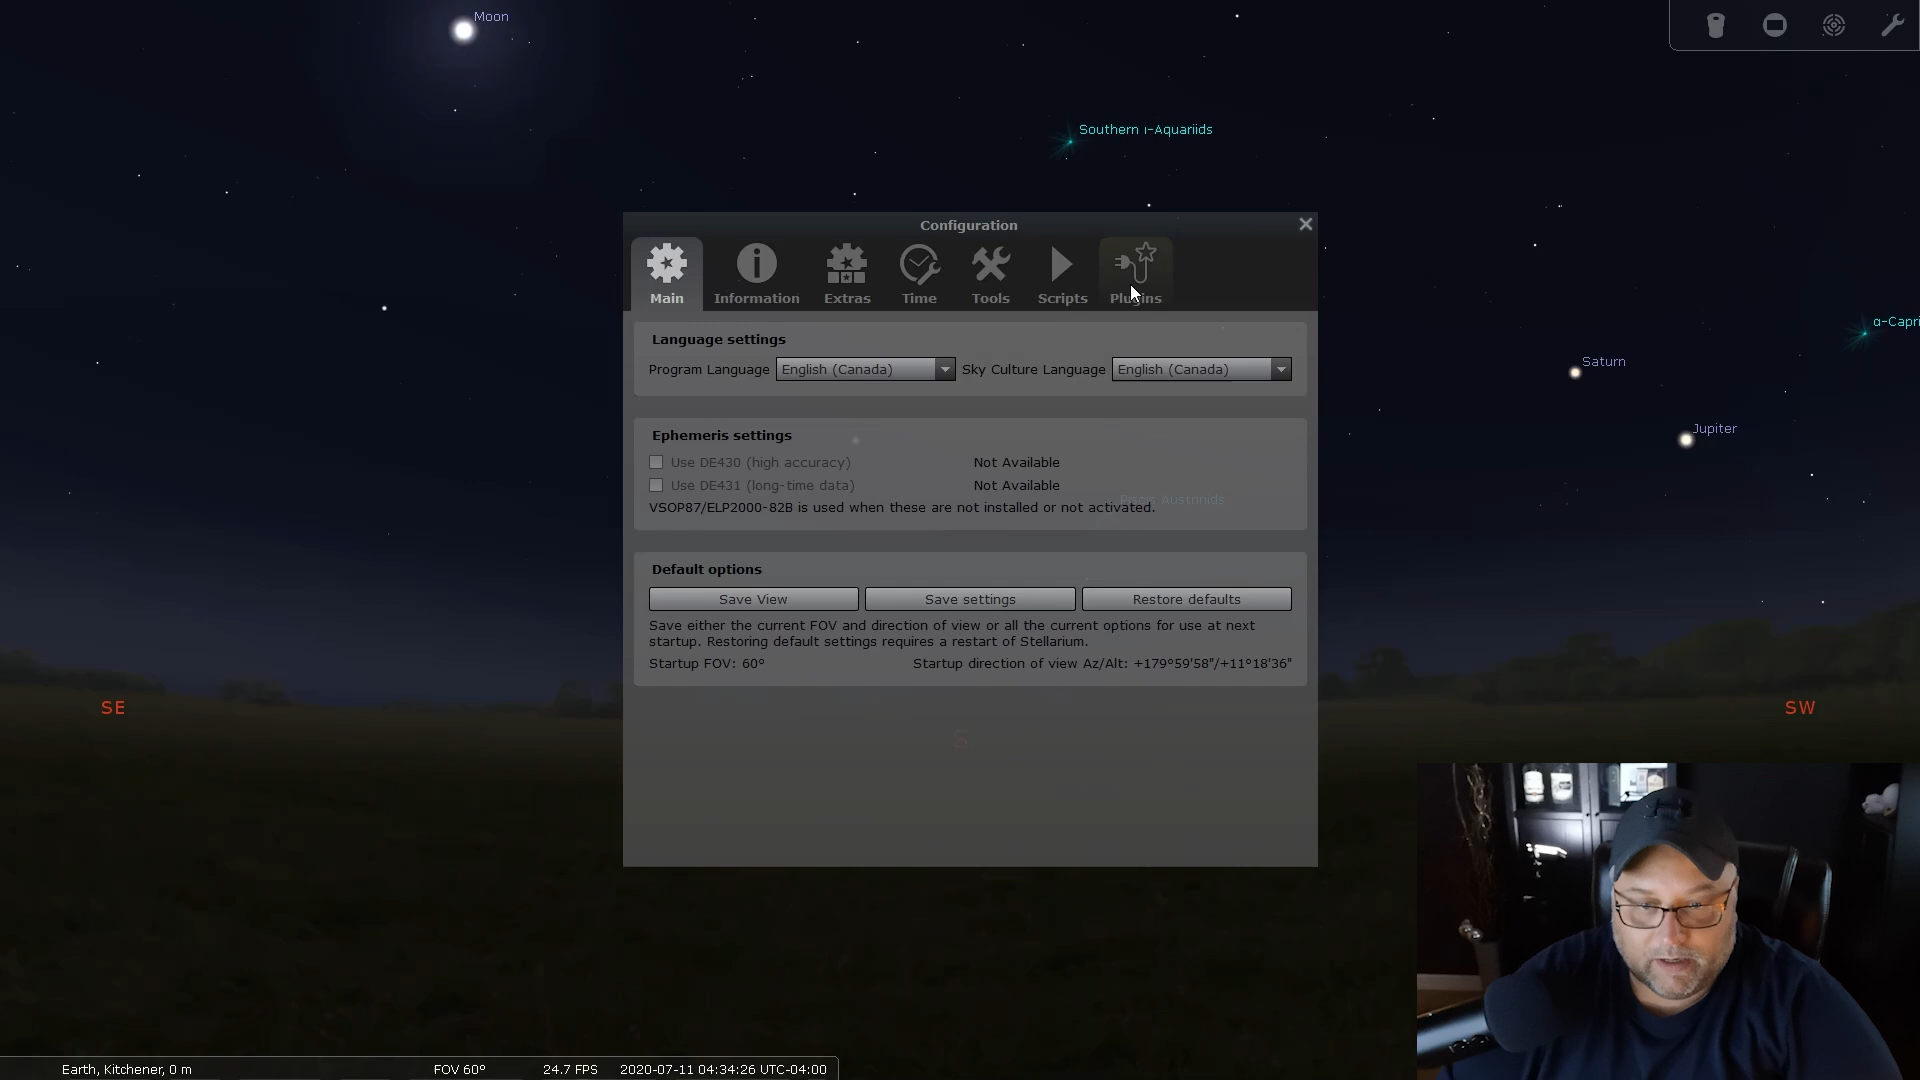 Moon
Southern ι-Aquariids
Configuration
Main
Information
Extras
Time
Tools
Scripts
Plugins
α-Capri
Language settings
Program Language English (Canada) Sky Culture Language English (Canada)
Saturn
Jupiter
Ephemeris settings
Use DE430 (high accuracy) Not Available
Use DE431 (long-time data) Not Available
Piscis Austrinids
VSOP87/ELP2000-82B is used when these are not installed or not activated.
Default options
Save View
Save settings
Restore defaults
Save either the current FOV and direction of view or all the current options for use at next
startup. Restoring default settings requires a restart of Stellarium.
Startup FOV: 60° Startup direction of view Az/Alt: +179°59'58"/+11°18'36"
SE
S
SW
Earth, Kitchener, 0 m FOV 60° 24.7 FPS 2020-07-11 04:34:26 UTC-04:00